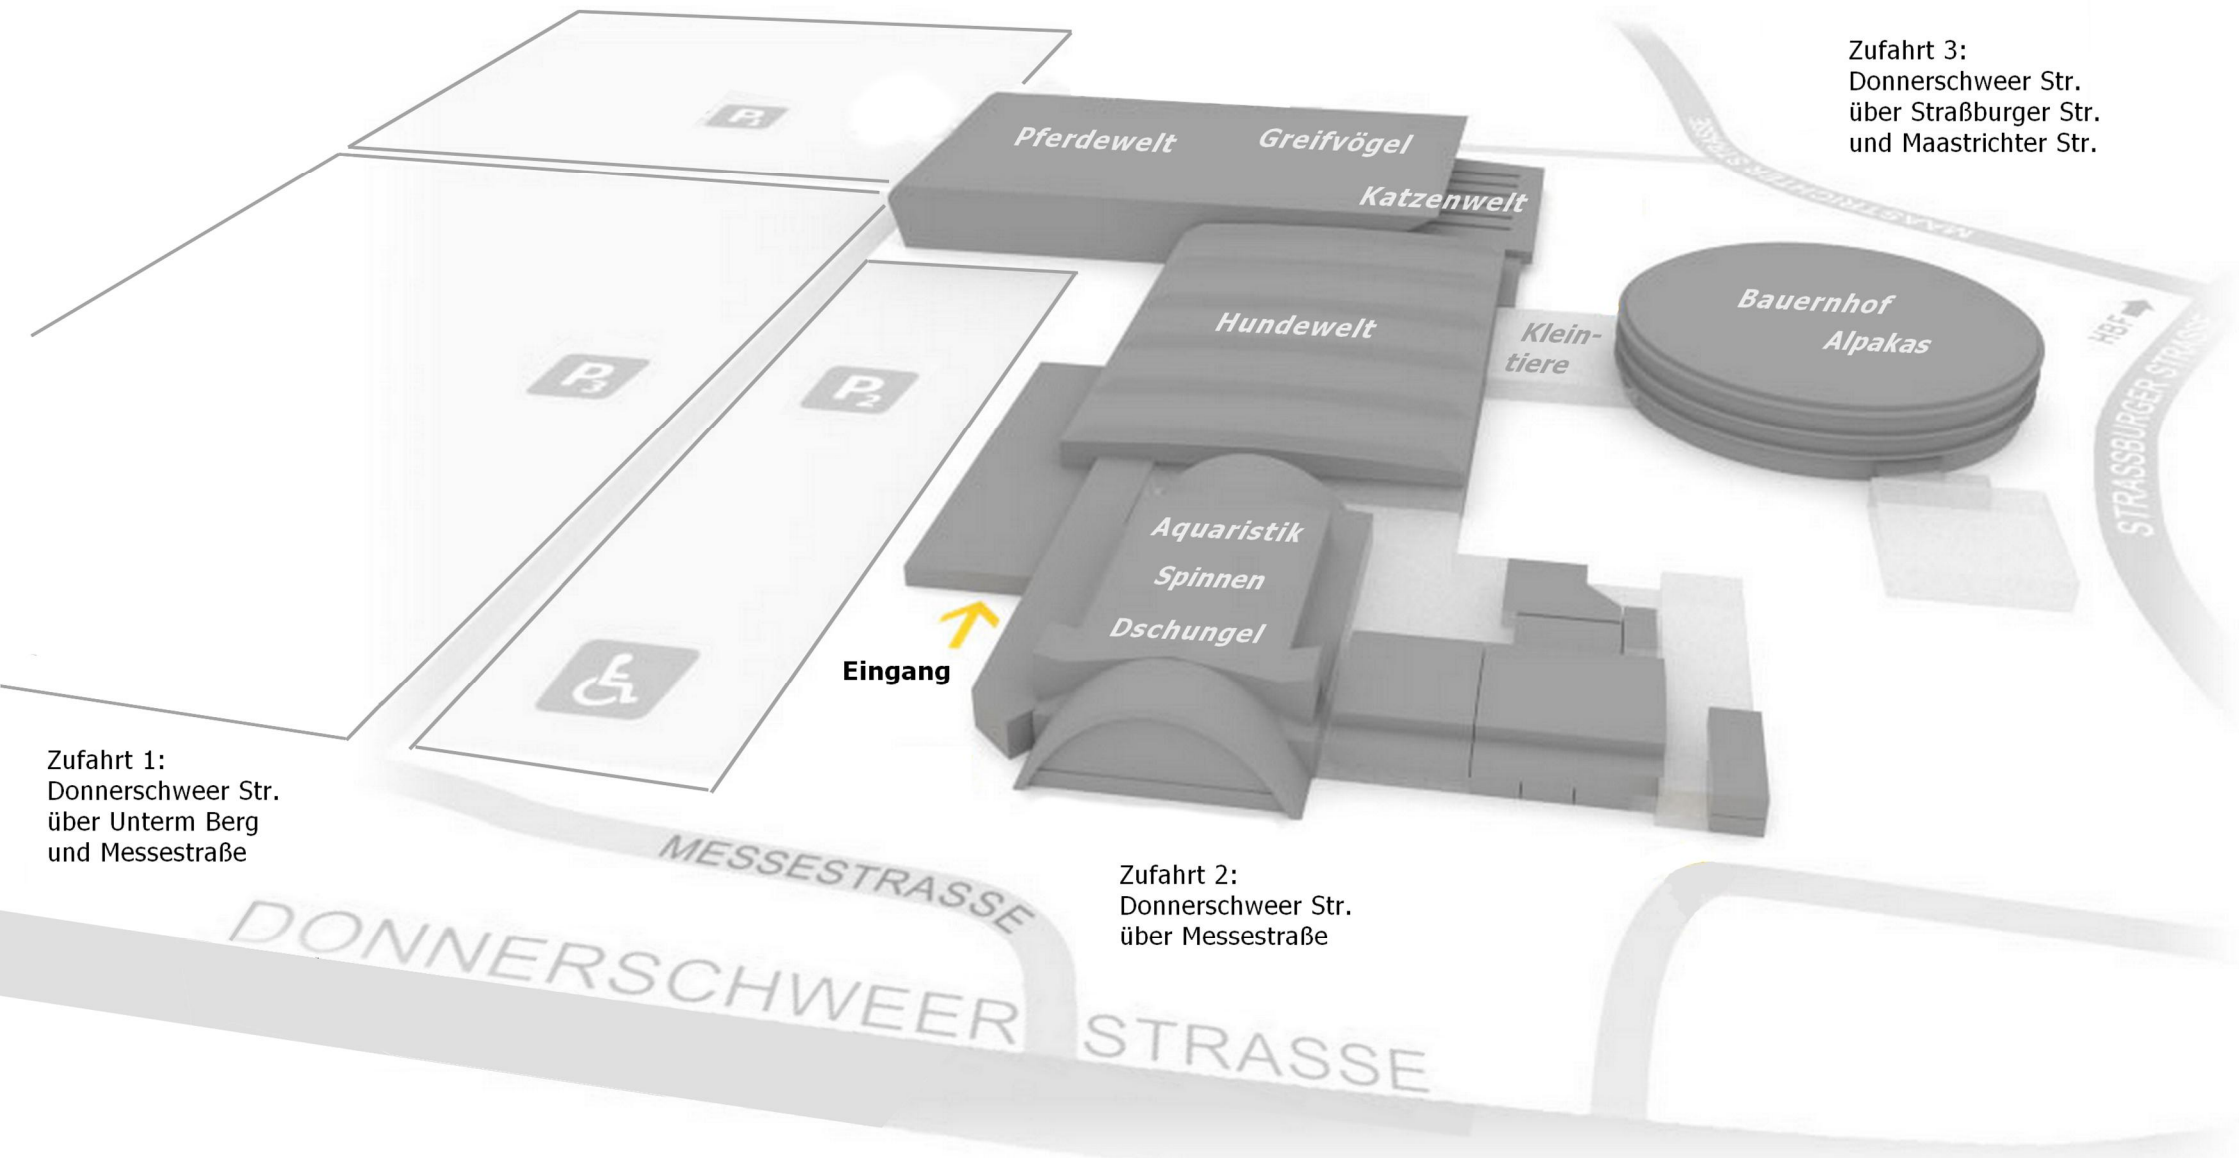 Zufahrt 3:
Donnerschweer Str.
über Straßburger Str.
und Maastrichter Str.
P
Pferdewelt
Greifvögel
Katzenwelt
MAASTRICHTER STRASSE
Bauernhof
Alpakas
HBF
Hundewelt
Klein-
tiere
P3
P2
STRASSBURGER STRASSE
Aquaristik
Spinnen
Dschungel
Eingang
Zufahrt 1:
Donnerschweer Str.
über Unterm Berg
und Messestraße
MESSESTRASSE
Zufahrt 2:
Donnerschweer Str.
über Messestraße
DONNERSCHWEER STRASSE